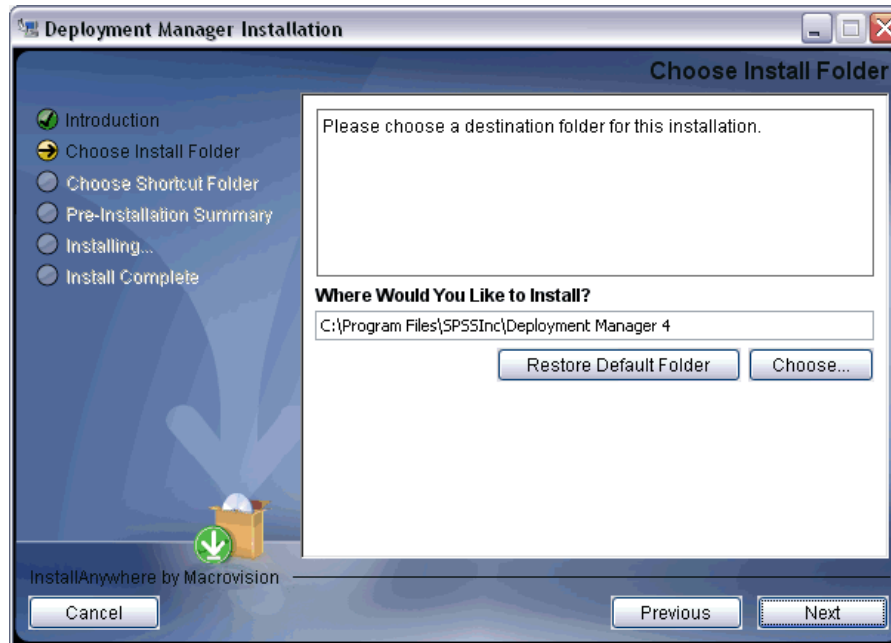 Deployment Manager Installation
Choose Install Folder
Introduction
Choose Install Folder
Choose Shortcut Folder
Pre-Installation Summary
Installing...
Install Complete
Please choose a destination folder for this installation.
Where Would You Like to Install?
C:\Program Files\SPSSInc\Deployment Manager 4
Restore Default Folder
Choose...
InstallAnywhere by Macrovision
Cancel
Previous
Next